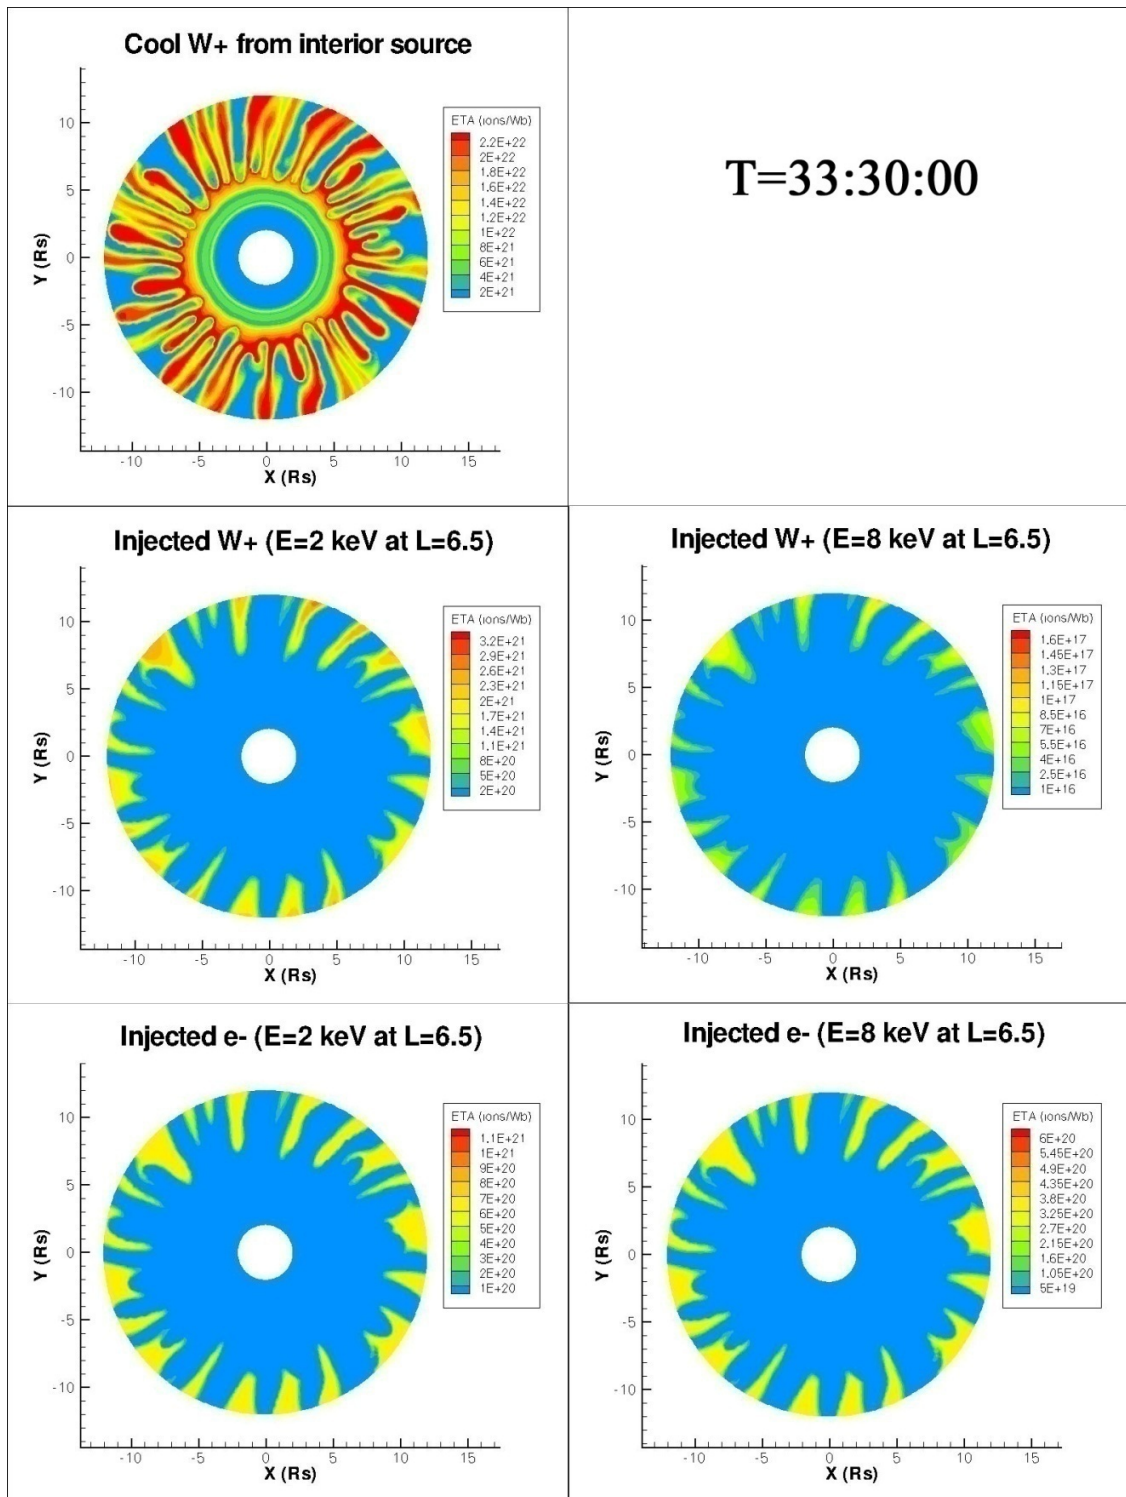 Cool W+ from interior source
ETA (ions/Wb)
2.2E+22
2E+22
1.8E+22
1.6E+22
1.4E+22
1.2E+22
1E+22
8E+21
6E+21
4E+21
2E+21
10
5
0
-5
-10
Y (Rs)
-10 -5 0 5 10 15
X (Rs)
T=33:30:00
Injected W+ (E=2 keV at L=6.5)
ETA (ions/Wb)
3.2E+21
2.9E+21
2.6E+21
2.3E+21
2E+21
1.7E+21
1.4E+21
1.1E+21
8E+20
5E+20
2E+20
10
5
0
-5
-10
Y (Rs)
-10 -5 0 5 10 15
X (Rs)
Injected W+ (E=8 keV at L=6.5)
ETA (ions/Wb)
1.6E+17
1.45E+17
1.3E+17
1.15E+17
1E+17
8.5E+16
7E+16
5.5E+16
4E+16
2.5E+16
1E+16
10
5
0
-5
-10
Y (Rs)
-10 -5 0 5 10 15
X (Rs)
Injected e- (E=2 keV at L=6.5)
ETA (ions/Wb)
1.1E+21
1E+21
9E+20
8E+20
7E+20
6E+20
5E+20
4E+20
3E+20
2E+20
1E+20
10
5
0
-5
-10
Y (Rs)
-10 -5 0 5 10 15
X (Rs)
Injected e- (E=8 keV at L=6.5)
ETA (ions/Wb)
6E+20
5.45E+20
4.9E+20
4.35E+20
3.8E+20
3.25E+20
2.7E+20
2.15E+20
1.6E+20
1.05E+20
5E+19
10
5
0
-5
-10
Y (Rs)
-10 -5 0 5 10 15
X (Rs)